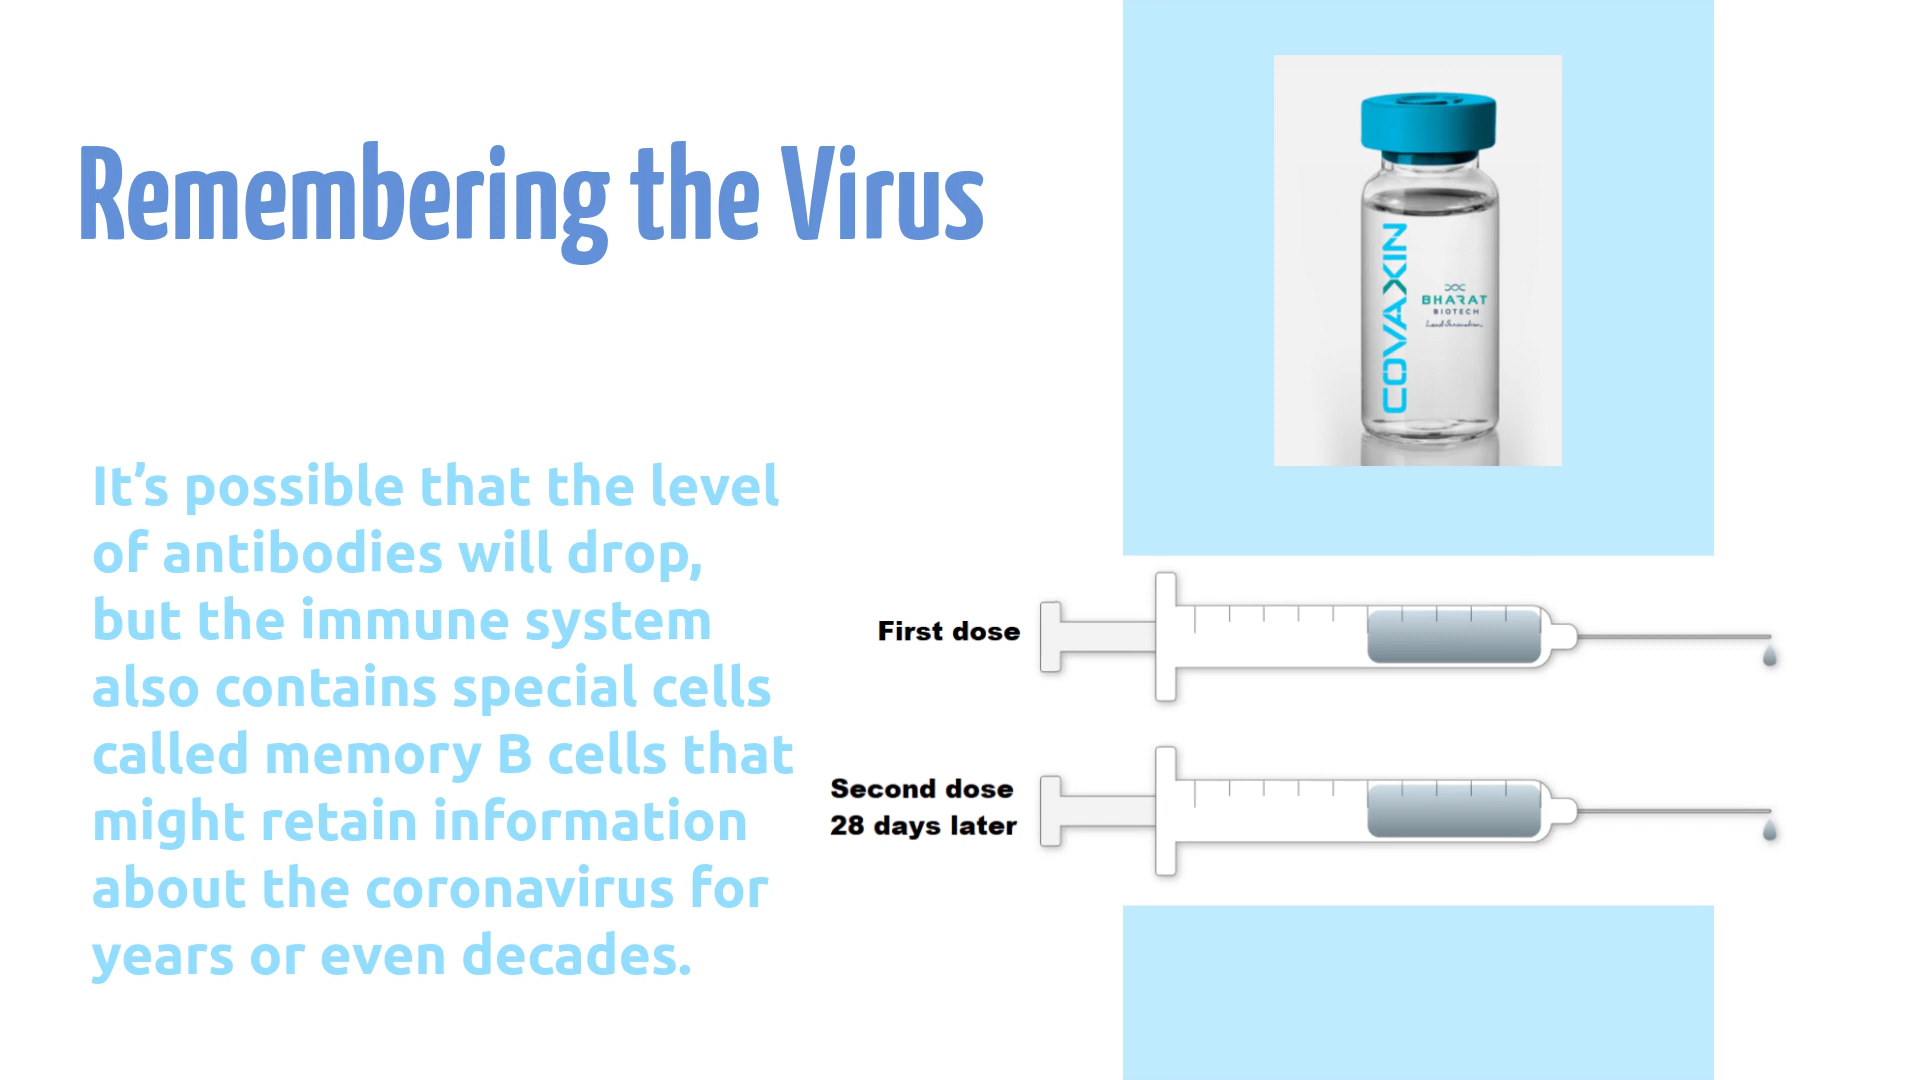 Remembering the Virus
It’s possible that the level
of antibodies will drop,
but the immune system
also contains special cells
called memory B cells that
might retain information
about the coronavirus for
years or even decades.
COVAXIN
BHARAT
BIOTECH
Lead Innovation
First dose
Second dose
28 days later